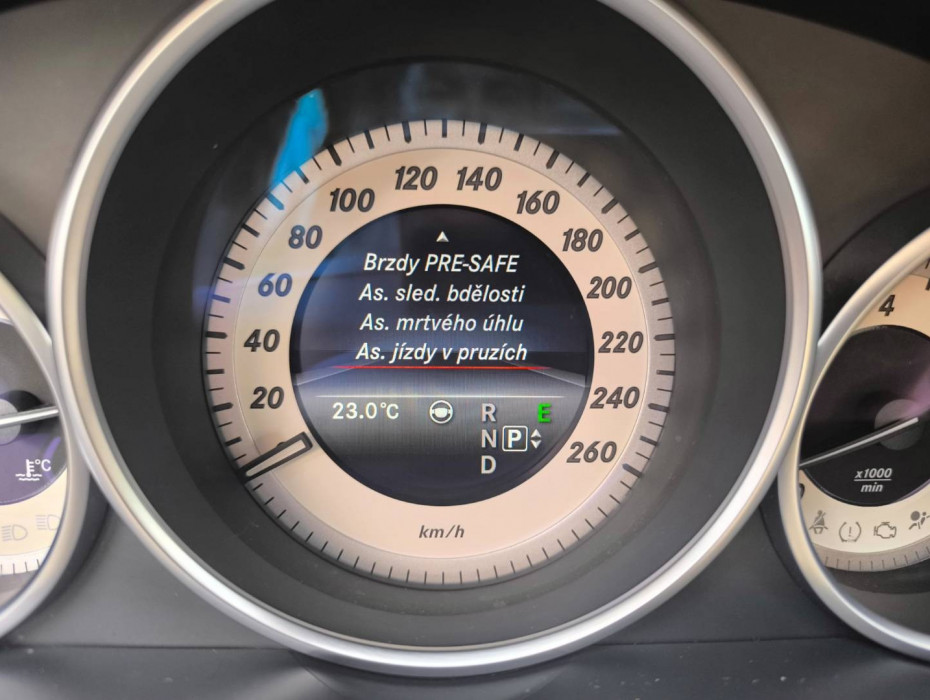 Brzdy PRE-SAFE
As. sled. bdělosti
As. mrtvého úhlu
As. jízdy v pruzích
23.0°C
R
E
N P
D
20
40
60
80
100
120
140
160
180
200
220
240
260
km/h
°C
4
x1000
min